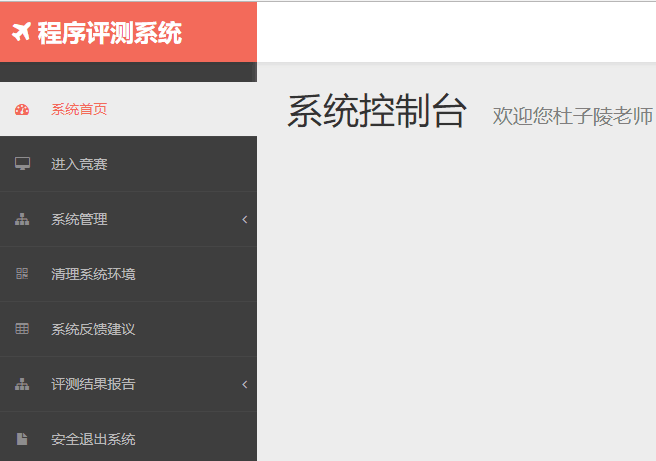 程序评测系统
系统首页
进入竞赛
系统管理
清理系统环境
系统反馈建议
评测结果报告
安全退出系统
系统控制台 欢迎您杜子陵老师